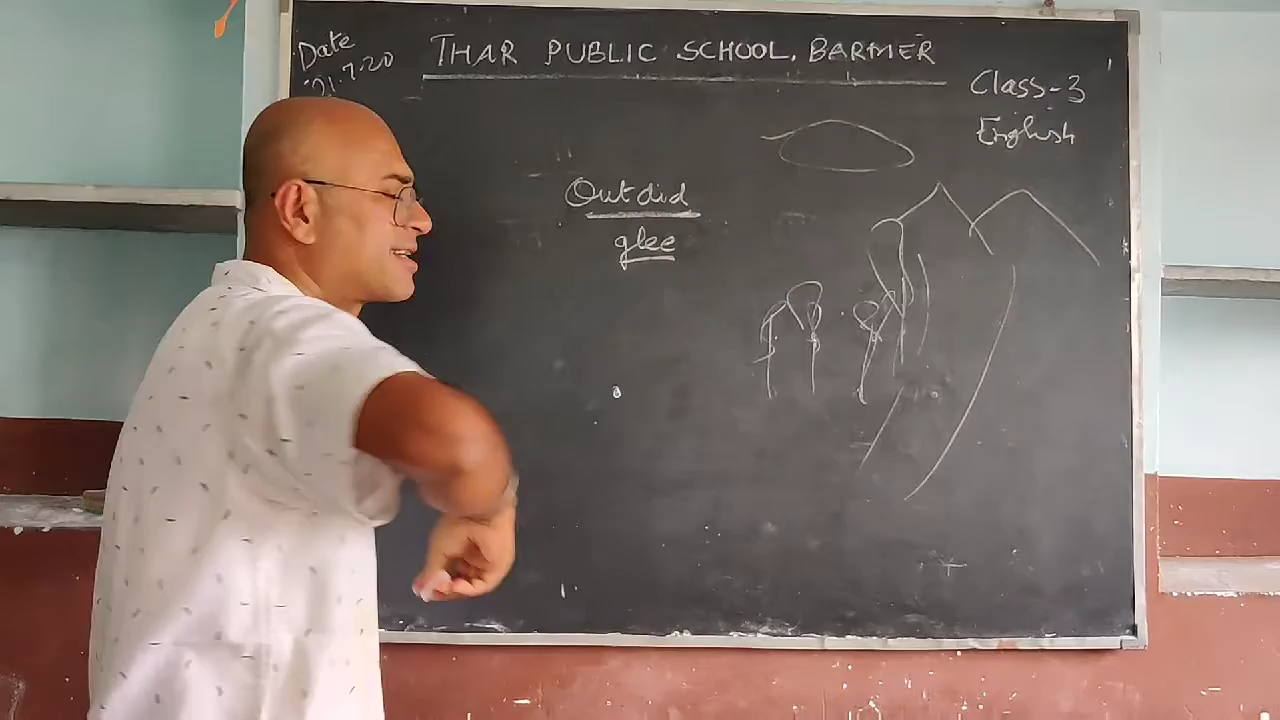 Date
21.7.20
THAR PUBLIC SCHOOL, BARMER
Class-3
English
Outdid
glee